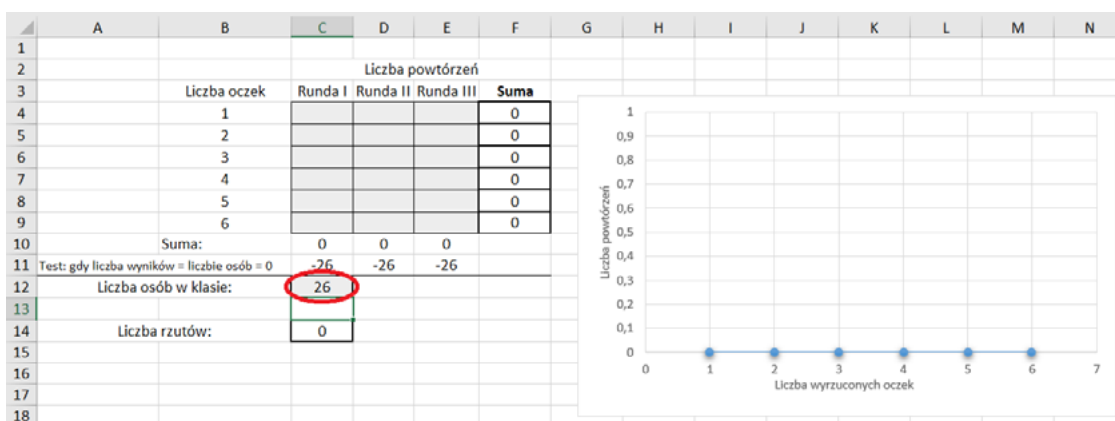 A B C D E F G H I J K L M N
1
2 Liczba powtórzeń
3 Liczba oczek Runda I Runda II Runda III Suma
4 1 0
5 2 0
6 3 0
7 4 0
8 5 0
9 6 0
10 Suma: 0 0 0
11 Test: gdy liczba wyników = liczbie osób = 0 -26 -26 -26
12 Liczba osób w klasie: 26
13
14 Liczba rzutów: 0
15
16
17
18
Liczba powtórzeń
1
0,9
0,8
0,7
0,6
0,5
0,4
0,3
0,2
0,1
0
0 1 2 3 4 5 6 7
Liczba wyrzuconych oczek